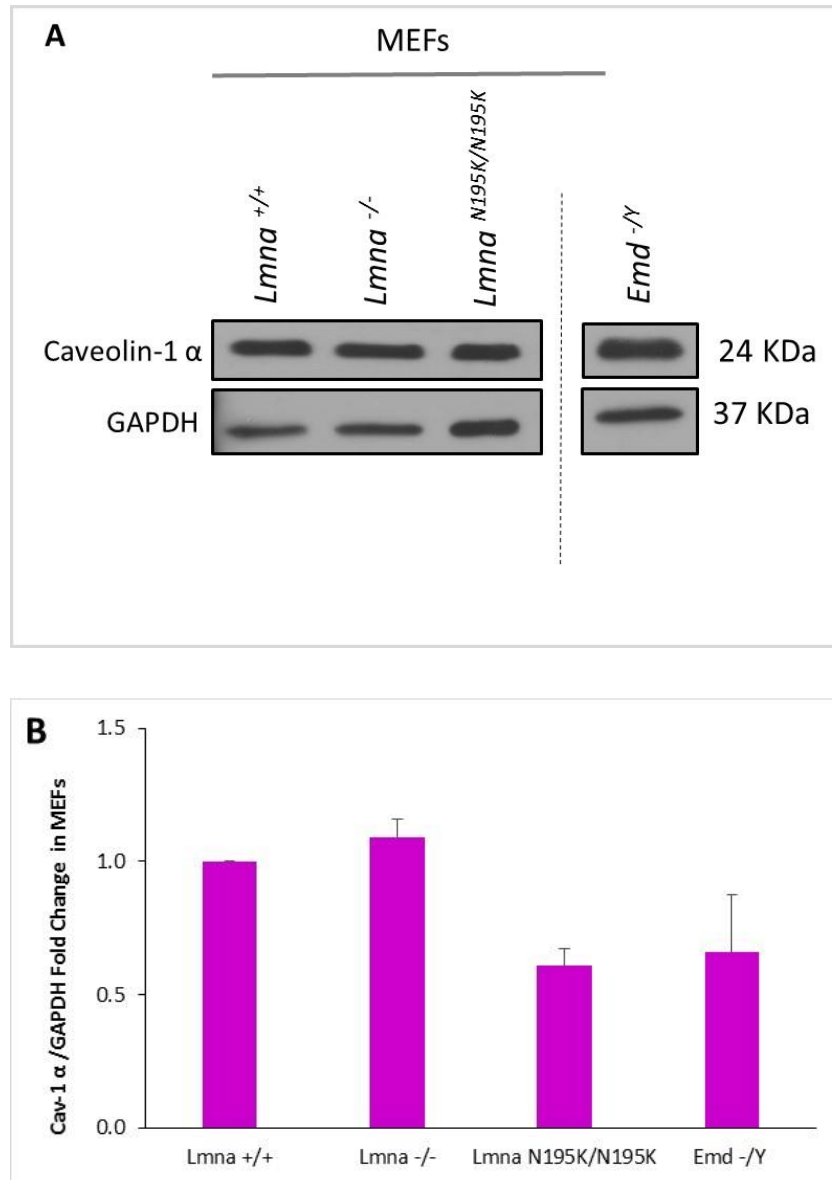 A
MEFs
Lmna +/+
Lmna -/-
Lmna N195K/N195K
Emd -/Y
Caveolin-1 α
24 KDa
GAPDH
37 KDa
B
Cav-1 α /GAPDH Fold Change in MEFs
1.5
1.0
0.5
0.0
Lmna +/+ Lmna -/- Lmna N195K/N195K Emd -/Y